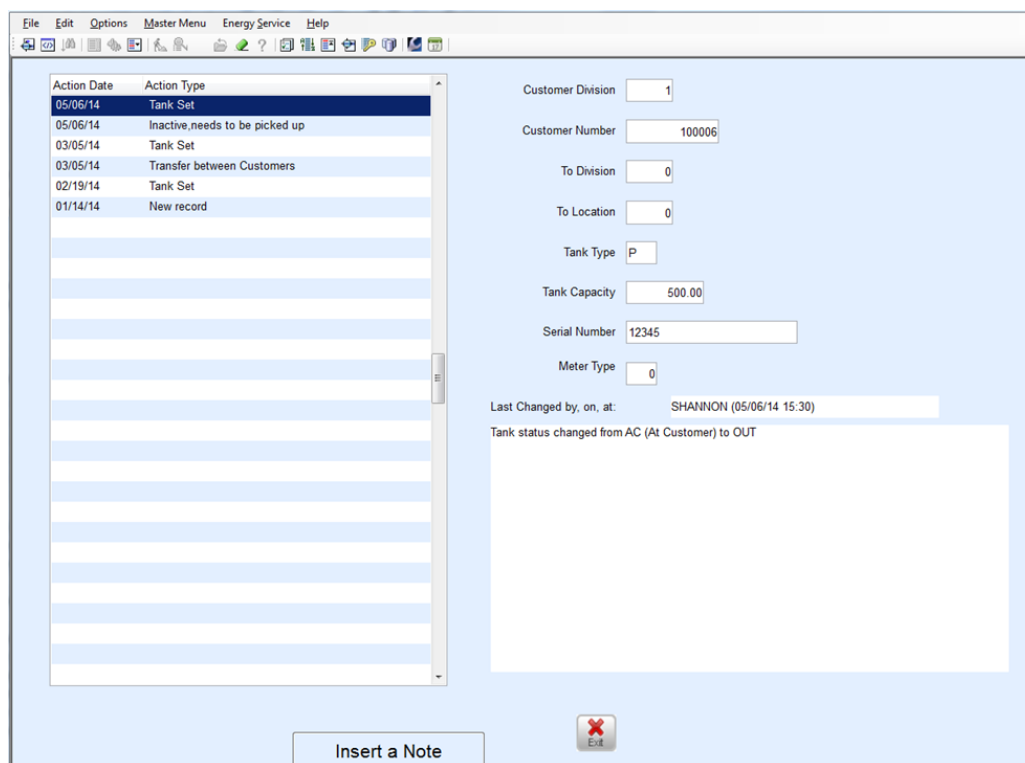 File Edit Options Master Menu Energy Service Help
Action Date Action Type
05/06/14 Tank Set
05/06/14 Inactive,needs to be picked up
03/05/14 Tank Set
03/05/14 Transfer between Customers
02/19/14 Tank Set
01/14/14 New record
Customer Division 1
Customer Number 100006
To Division 0
To Location 0
Tank Type P
Tank Capacity 500.00
Serial Number 12345
Meter Type 0
Last Changed by, on, at: SHANNON (05/06/14 15:30)
Tank status changed from AC (At Customer) to OUT
Insert a Note
Exit